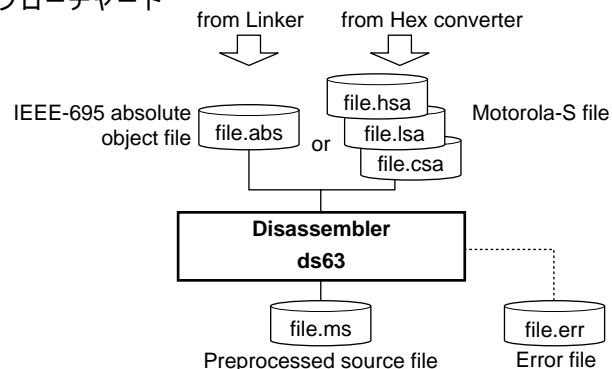 フローチャート
from Linker
from Hex converter
IEEE-695 absolute
object file
file.abs
or
file.hsa
file.lsa
file.csa
Motorola-S file
Disassembler
ds63
file.ms
Preprocessed source file
file.err
Error file